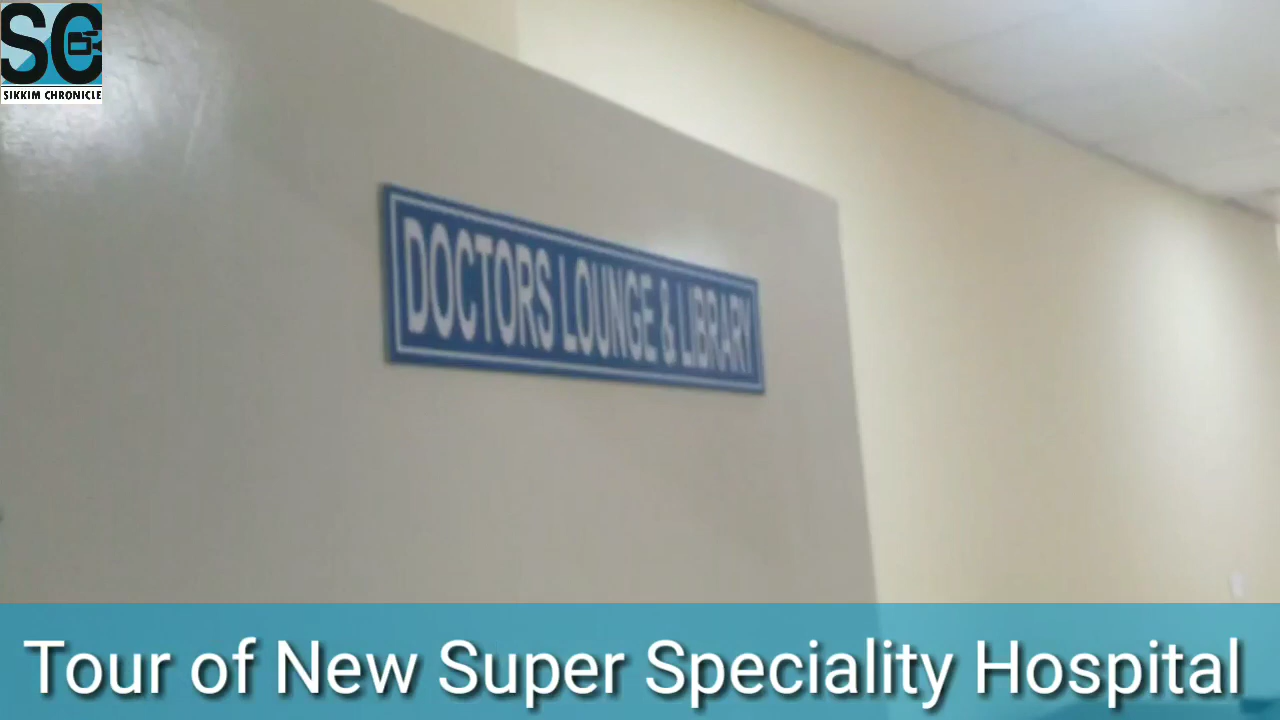 SC
SIKKIM CHRONICLE
DOCTORS LOUNGE & LIBRARY
Tour of New Super Speciality Hospital